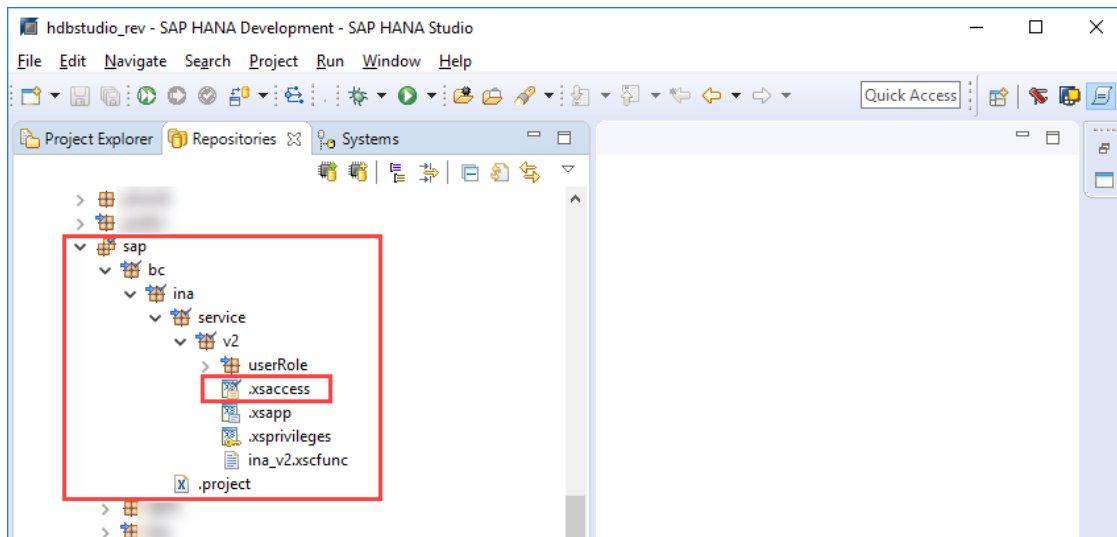 hdbstudio_rev - SAP HANA Development - SAP HANA Studio
File Edit Navigate Search Project Run Window Help
Quick Access
Project Explorer Repositories Systems
sap
bc
ina
service
v2
userRole
.xsaccess
.xsapp
.xsprivileges
ina_v2.xscfunc
.project